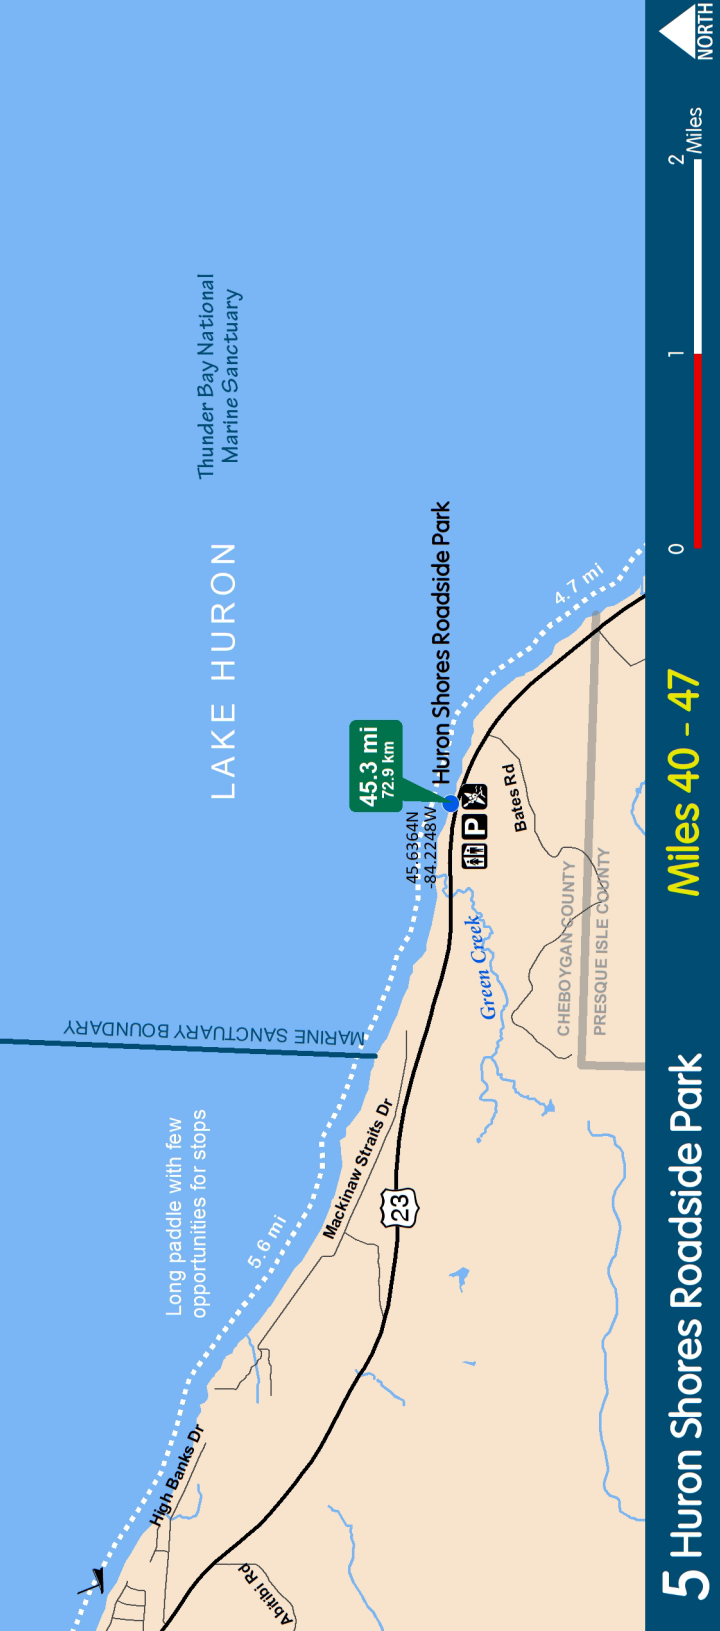 Thunder Bay National
Marine Sanctuary
LAKE HURON
MARINE SANCTUARY BOUNDARY
Long paddle with few
opportunities for stops
5.6 mi
45.3 mi
72.9 km
45.6364N
-84.2248W
Huron Shores Roadside Park
4.7 mi
P
Bates Rd
Green Creek
CHEBOYGAN COUNTY
PRESQUE ISLE COUNTY
Mackinaw Straits Dr
23
High Banks Dr
Abitibi Rd
5 Huron Shores Roadside Park
Miles 40 - 47
0 1 2 Miles
NORTH